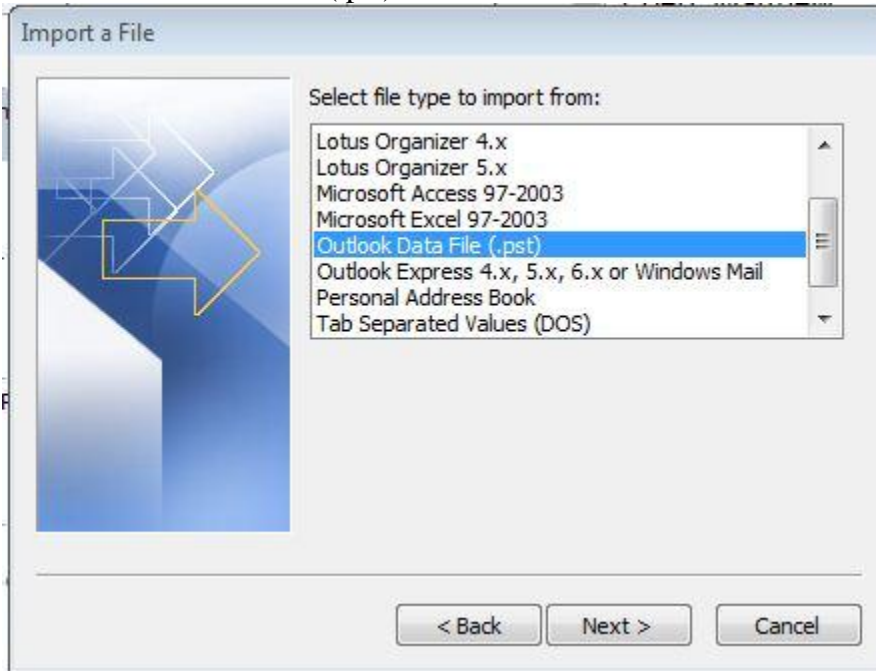 Import a File
Select file type to import from:
Lotus Organizer 4.x
Lotus Organizer 5.x
Microsoft Access 97-2003
Microsoft Excel 97-2003
Outlook Data File (.pst)
Outlook Express 4.x, 5.x, 6.x or Windows Mail
Personal Address Book
Tab Separated Values (DOS)
< Back Next > Cancel